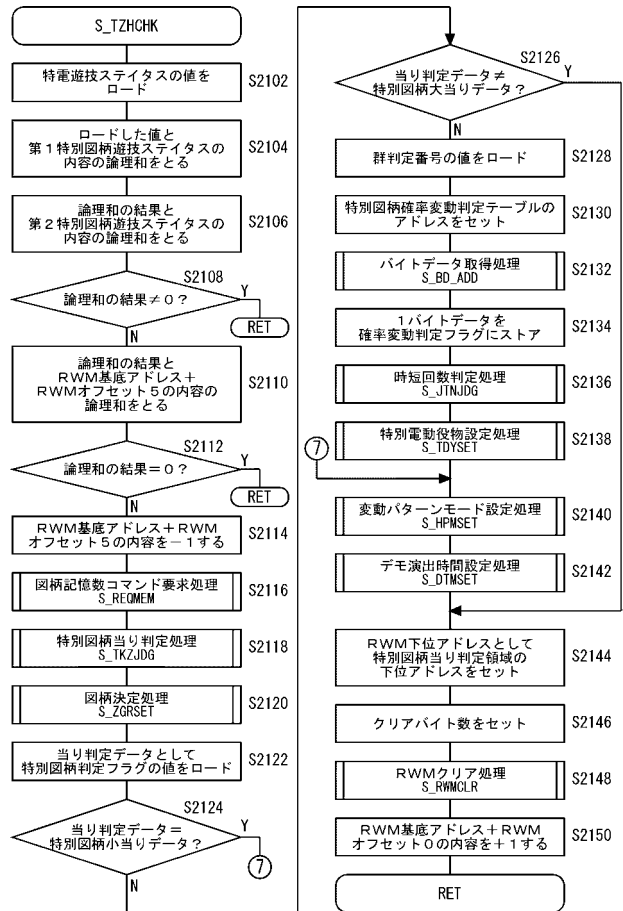 S_TZHCHK
特電遊技ステイタスの値を
ロード
S2102
ロードした値と
第1特別図柄遊技ステイタスの
内容の論理和をとる
S2104
論理和の結果と
第2特別図柄遊技ステイタスの
内容の論理和をとる
S2106
S2108
論理和の結果≠0?
Y
RET
N
論理和の結果と
RWM基底アドレス+
RWMオフセット5の内容の
論理和をとる
S2110
S2112
論理和の結果=0?
Y
RET
N
RWM基底アドレス+RWM
オフセット5の内容を-1する
S2114
図柄記憶数コマンド要求処理
S_REQMEM
S2116
特別図柄当り判定処理
S_TKZJDG
S2118
図柄決定処理
S_ZGRSET
S2120
当り判定データとして
特別図柄判定フラグの値をロード
S2122
S2124
当り判定データ=
特別図柄小当りデータ?
Y
7
N
S2126
当り判定データ≠
特別図柄大当りデータ?
Y
N
群判定番号の値をロード
S2128
特別図柄確率変動判定テーブルの
アドレスをセット
S2130
バイトデータ取得処理
S_BD_ADD
S2132
1バイトデータを
確率変動判定フラグにストア
S2134
時短回数判定処理
S_JTNJDG
S2136
特別電動役物設定処理
S_TDYSET
S2138
7
変動パターンモード設定処理
S_HPMSET
S2140
デモ演出時間設定処理
S_DTMSET
S2142
RWM下位アドレスとして
特別図柄当り判定領域の
下位アドレスをセット
S2144
クリアバイト数をセット
S2146
RWMクリア処理
S_RWMCLR
S2148
RWM基底アドレス+RWM
オフセット0の内容を+1する
S2150
RET